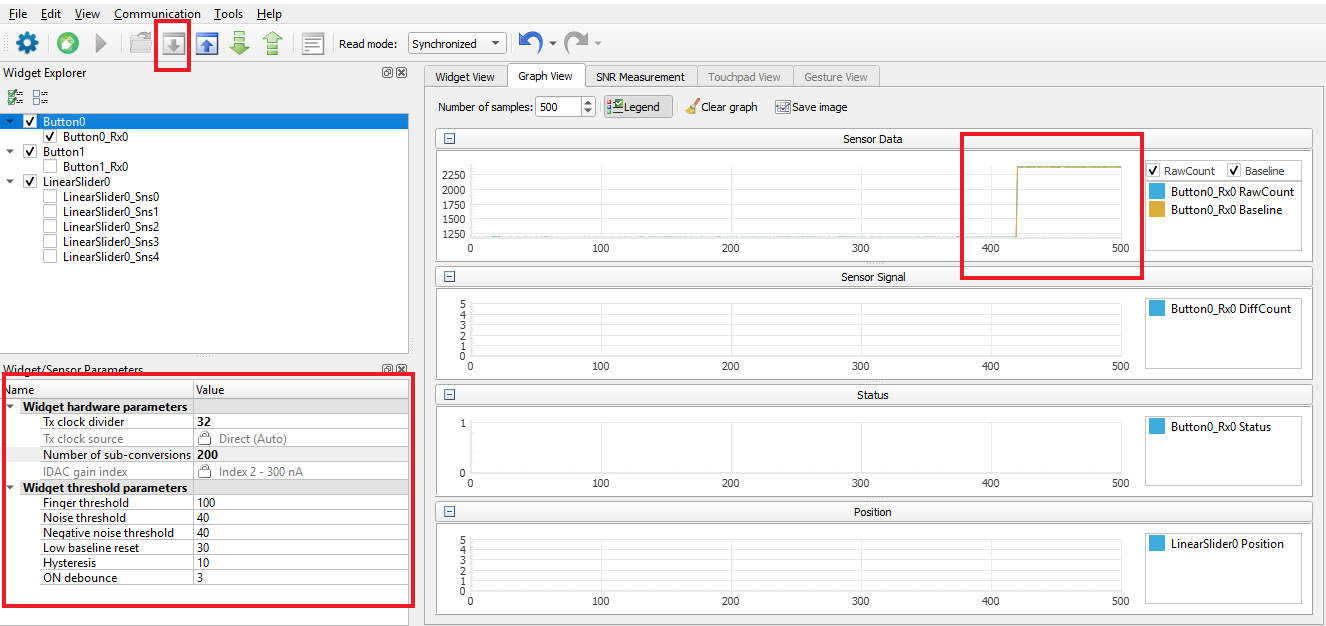 File Edit View Communication Tools Help
Read mode: Synchronized
Widget Explorer
Button0
Button0_Rx0
Button1
Button1_Rx0
LinearSlider0
LinearSlider0_Sns0
LinearSlider0_Sns1
LinearSlider0_Sns2
LinearSlider0_Sns3
LinearSlider0_Sns4
Widget/Sensor Parameters
Name Value
Widget hardware parameters
Tx clock divider 32
Tx clock source Direct (Auto)
Number of sub-conversions 200
IDAC gain index Index 2 - 300 nA
Widget threshold parameters
Finger threshold 100
Noise threshold 40
Negative noise threshold 40
Low baseline reset 30
Hysteresis 10
ON debounce 3
Widget View Graph View SNR Measurement Touchpad View Gesture View
Number of samples: 500 Legend Clear graph Save image
Sensor Data
2250
2000
1750
1500
1250
0 100 200 300 400 500
RawCount Baseline
Button0_Rx0 RawCount
Button0_Rx0 Baseline
Sensor Signal
5
4
3
2
1
0
0 100 200 300 400 500
Button0_Rx0 DiffCount
Status
1
0
0 100 200 300 400 500
Button0_Rx0 Status
Position
5
4
3
2
1
0
0 100 200 300 400 500
LinearSlider0 Position